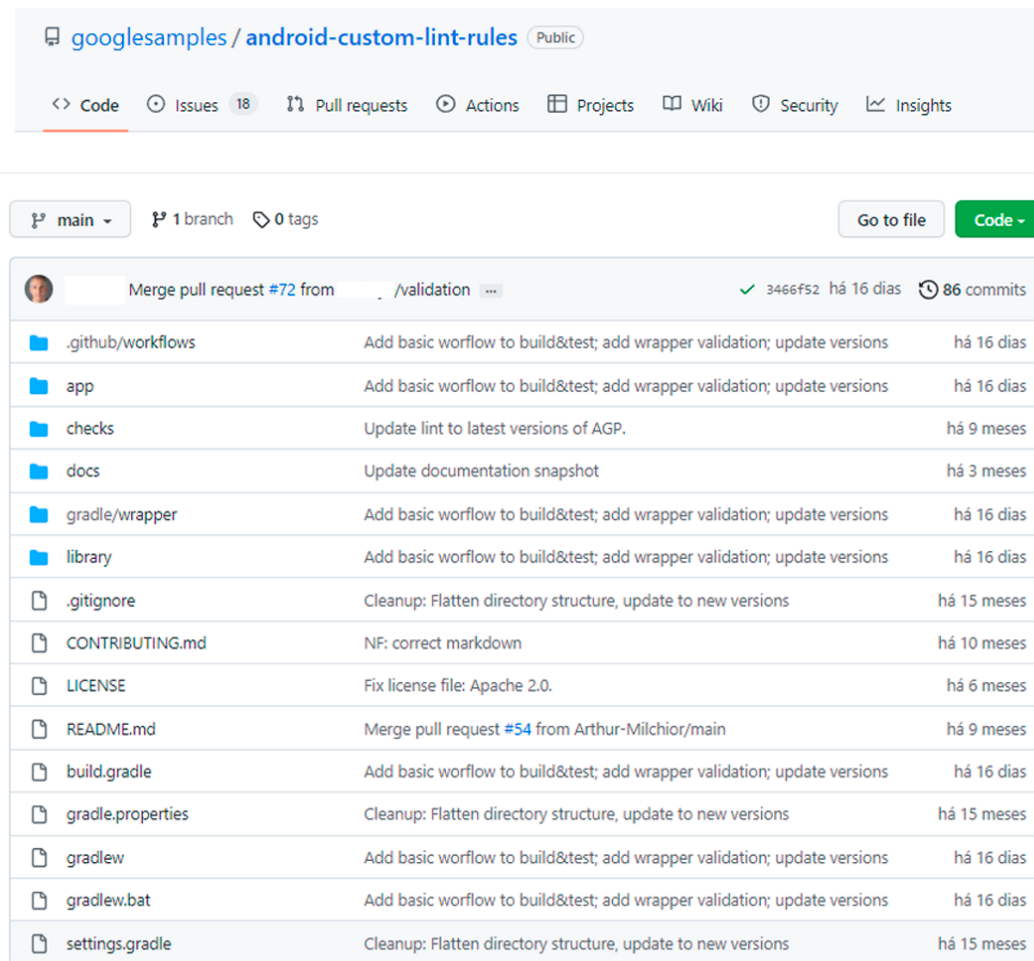 googlesamples / android-custom-lint-rules Public
Code Issues 18 Pull requests Actions Projects Wiki Security Insights
main 1 branch 0 tags Go to file Code
Merge pull request #72 from /validation ... 3466f52 há 16 dias 86 commits
.github/workflows Add basic worflow to build&test; add wrapper validation; update versions há 16 dias
app Add basic worflow to build&test; add wrapper validation; update versions há 16 dias
checks Update lint to latest versions of AGP. há 9 meses
docs Update documentation snapshot há 3 meses
gradle/wrapper Add basic worflow to build&test; add wrapper validation; update versions há 16 dias
library Add basic worflow to build&test; add wrapper validation; update versions há 16 dias
.gitignore Cleanup: Flatten directory structure, update to new versions há 15 meses
CONTRIBUTING.md NF: correct markdown há 10 meses
LICENSE Fix license file: Apache 2.0. há 6 meses
README.md Merge pull request #54 from Arthur-Milchior/main há 9 meses
build.gradle Add basic worflow to build&test; add wrapper validation; update versions há 16 dias
gradle.properties Cleanup: Flatten directory structure, update to new versions há 15 meses
gradlew Add basic worflow to build&test; add wrapper validation; update versions há 16 dias
gradlew.bat Add basic worflow to build&test; add wrapper validation; update versions há 16 dias
settings.gradle Cleanup: Flatten directory structure, update to new versions há 15 meses